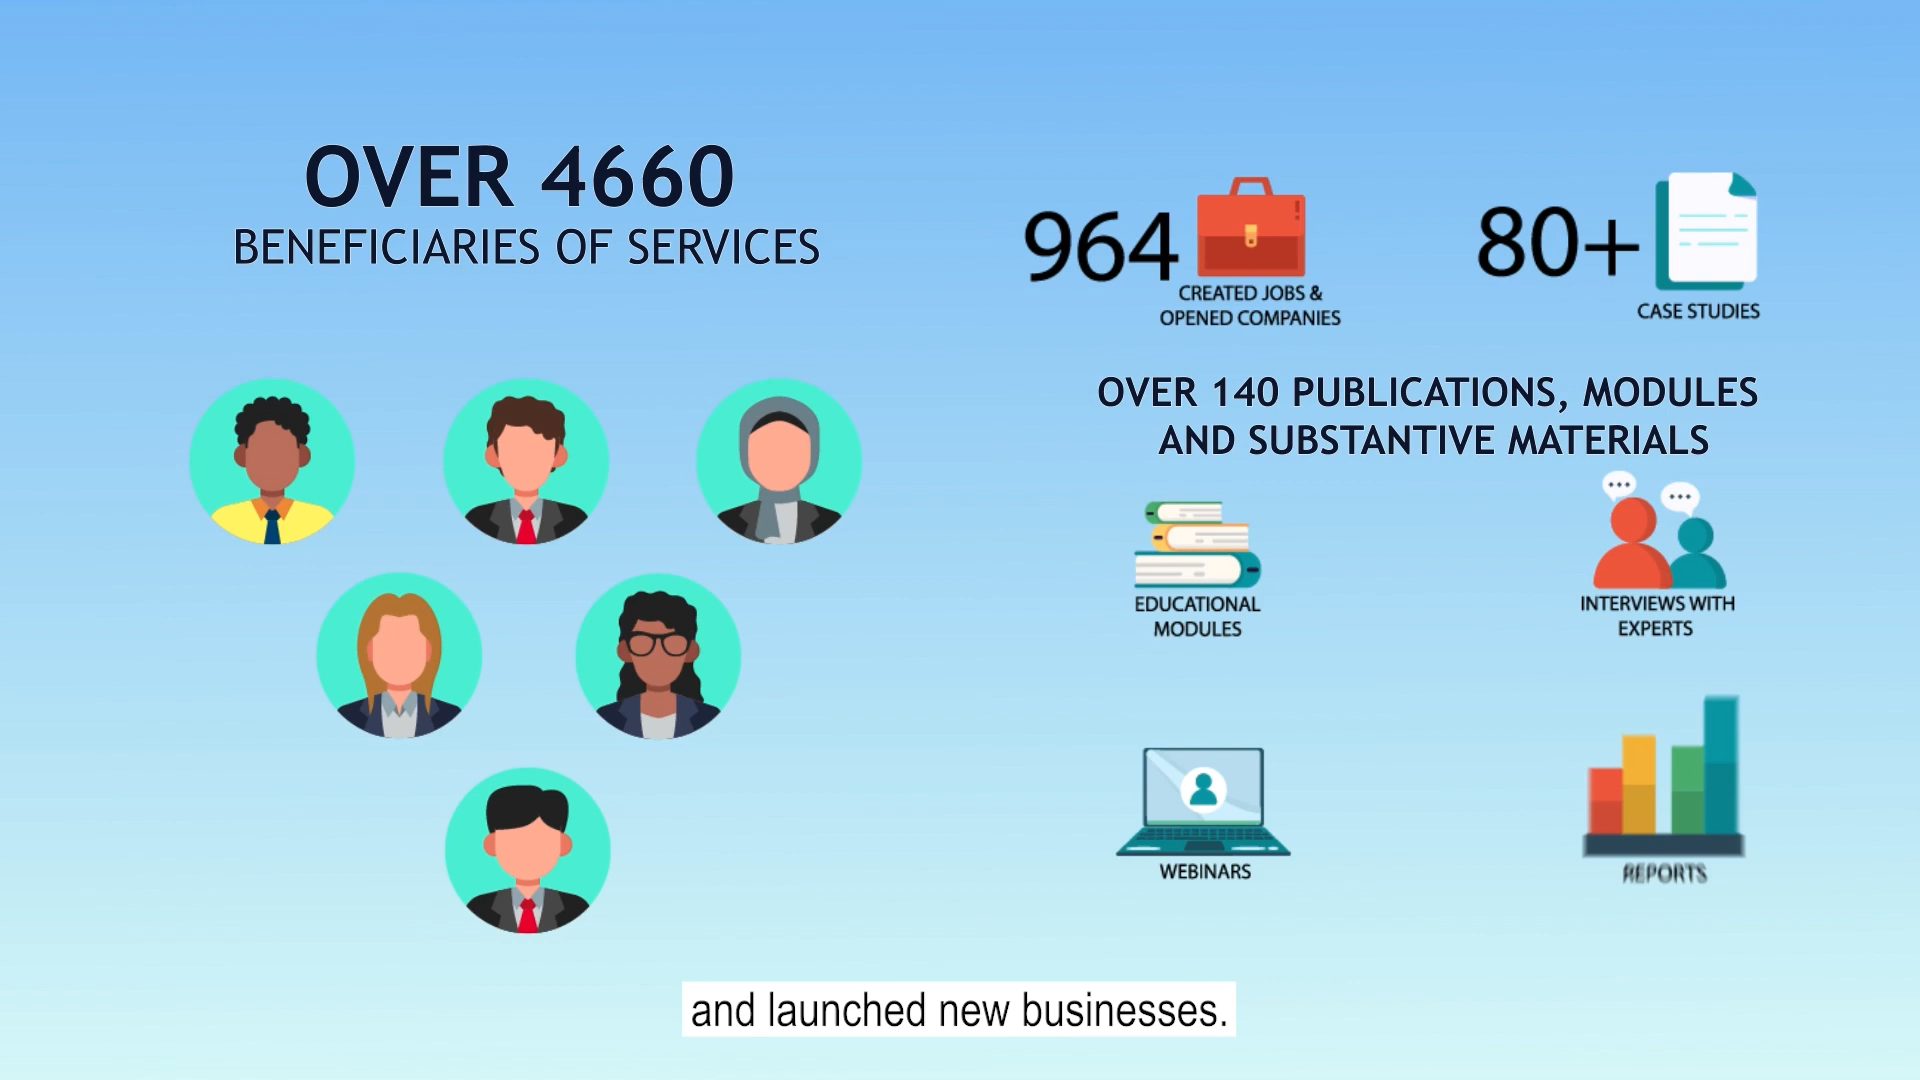 OVER 4660
BENEFICIARIES OF SERVICES
964
CREATED JOBS &
OPENED COMPANIES
80+
CASE STUDIES
OVER 140 PUBLICATIONS, MODULES
AND SUBSTANTIVE MATERIALS
EDUCATIONAL
MODULES
INTERVIEWS WITH
EXPERTS
WEBINARS
REPORTS
and launched new businesses.